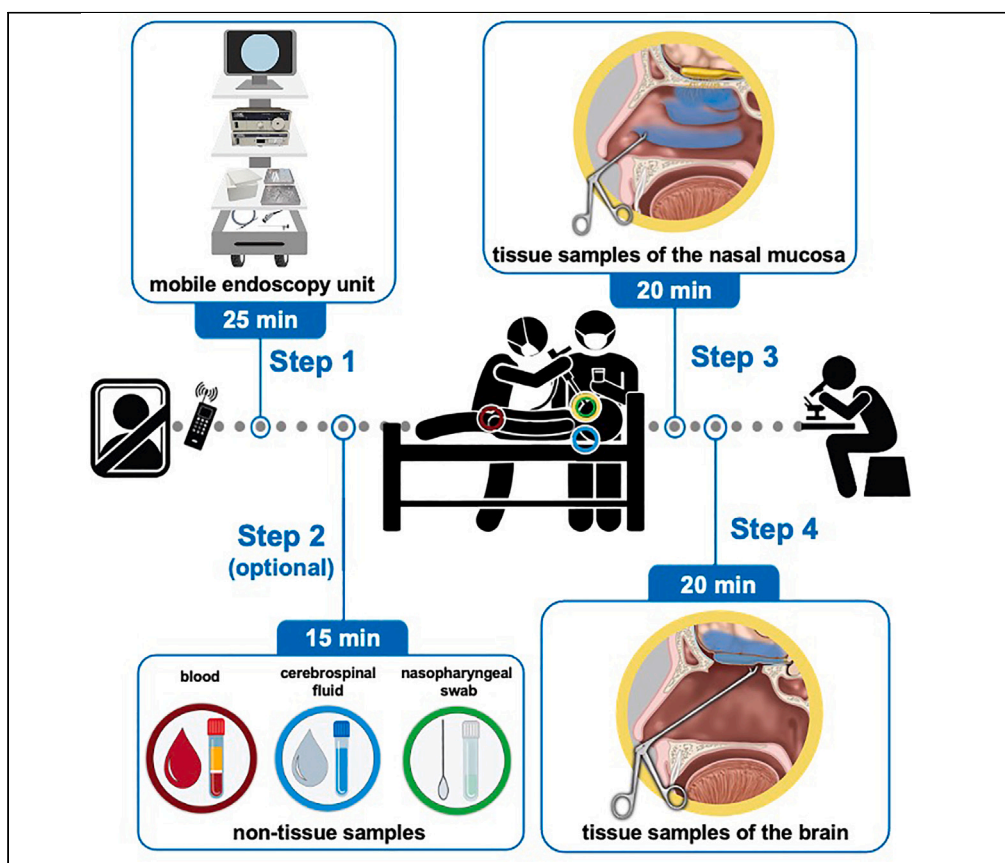 mobile endoscopy unit
25 min
Step 1
tissue samples of the nasal mucosa
20 min
Step 3
Step 2
(optional)
15 min
blood
cerebrospinal
fluid
nasopharyngeal
swab
non-tissue samples
Step 4
20 min
tissue samples of the brain